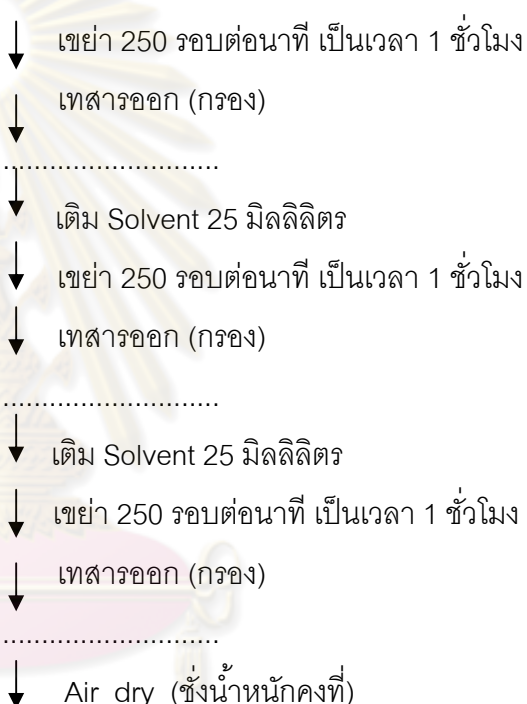 เขย่า 250 รอบต่อนาที เป็นเวลา 1 ชั่วโมง
เทสารออก (กรอง)
............................
เติม Solvent 25 มิลลิลิตร
เขย่า 250 รอบต่อนาที เป็นเวลา 1 ชั่วโมง
เทสารออก (กรอง)
............................
เติม Solvent 25 มิลลิลิตร
เขย่า 250 รอบต่อนาที เป็นเวลา 1 ชั่วโมง
เทสารออก (กรอง)
............................
Air dry (ชั่งน้ำหนักคงที่)